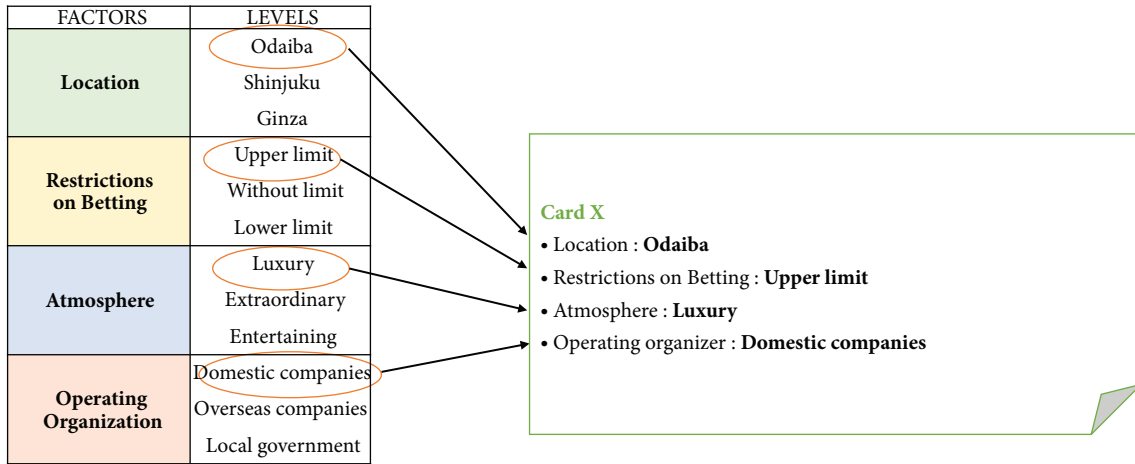 FACTORS LEVELS
Location
Odaiba
Shinjuku
Ginza
Restrictions
on Betting
Upper limit
Without limit
Lower limit
Atmosphere
Luxury
Extraordinary
Entertaining
Operating
Organization
Domestic companies
Overseas companies
Local government
Card X
• Location : Odaiba
• Restrictions on Betting : Upper limit
• Atmosphere : Luxury
• Operating organizer : Domestic companies